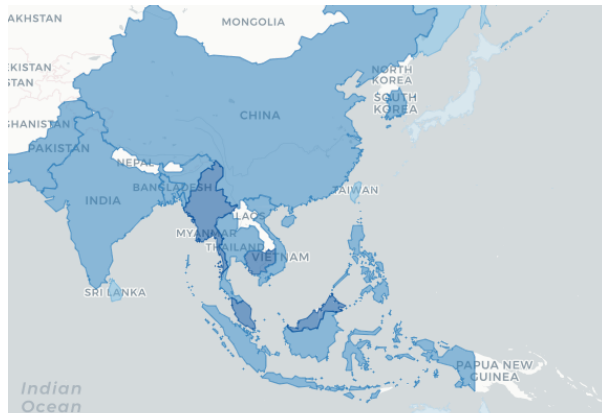 AKHSTAN
MONGOLIA
EKISTAN
STAN
NORTH
KOREA
SOUTH
KOREA
CHINA
GHANISTAN
PAKISTAN
NEPAL
TAIWAN
BANGLADESH
INDIA
LAOS
MYANMAR
THAILAND
VIETNAM
SRI LANKA
PAPUA NEW
GUINEA
Indian
Ocean